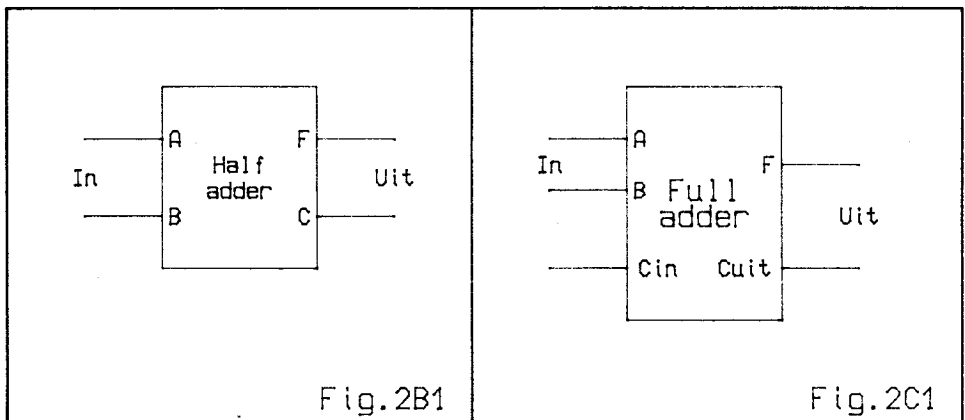 A F
Half
In Uit
adder
B C
Fig.2B1
A
F
In
B Full
adder
Uit
Cin Cuit
Fig.2C1